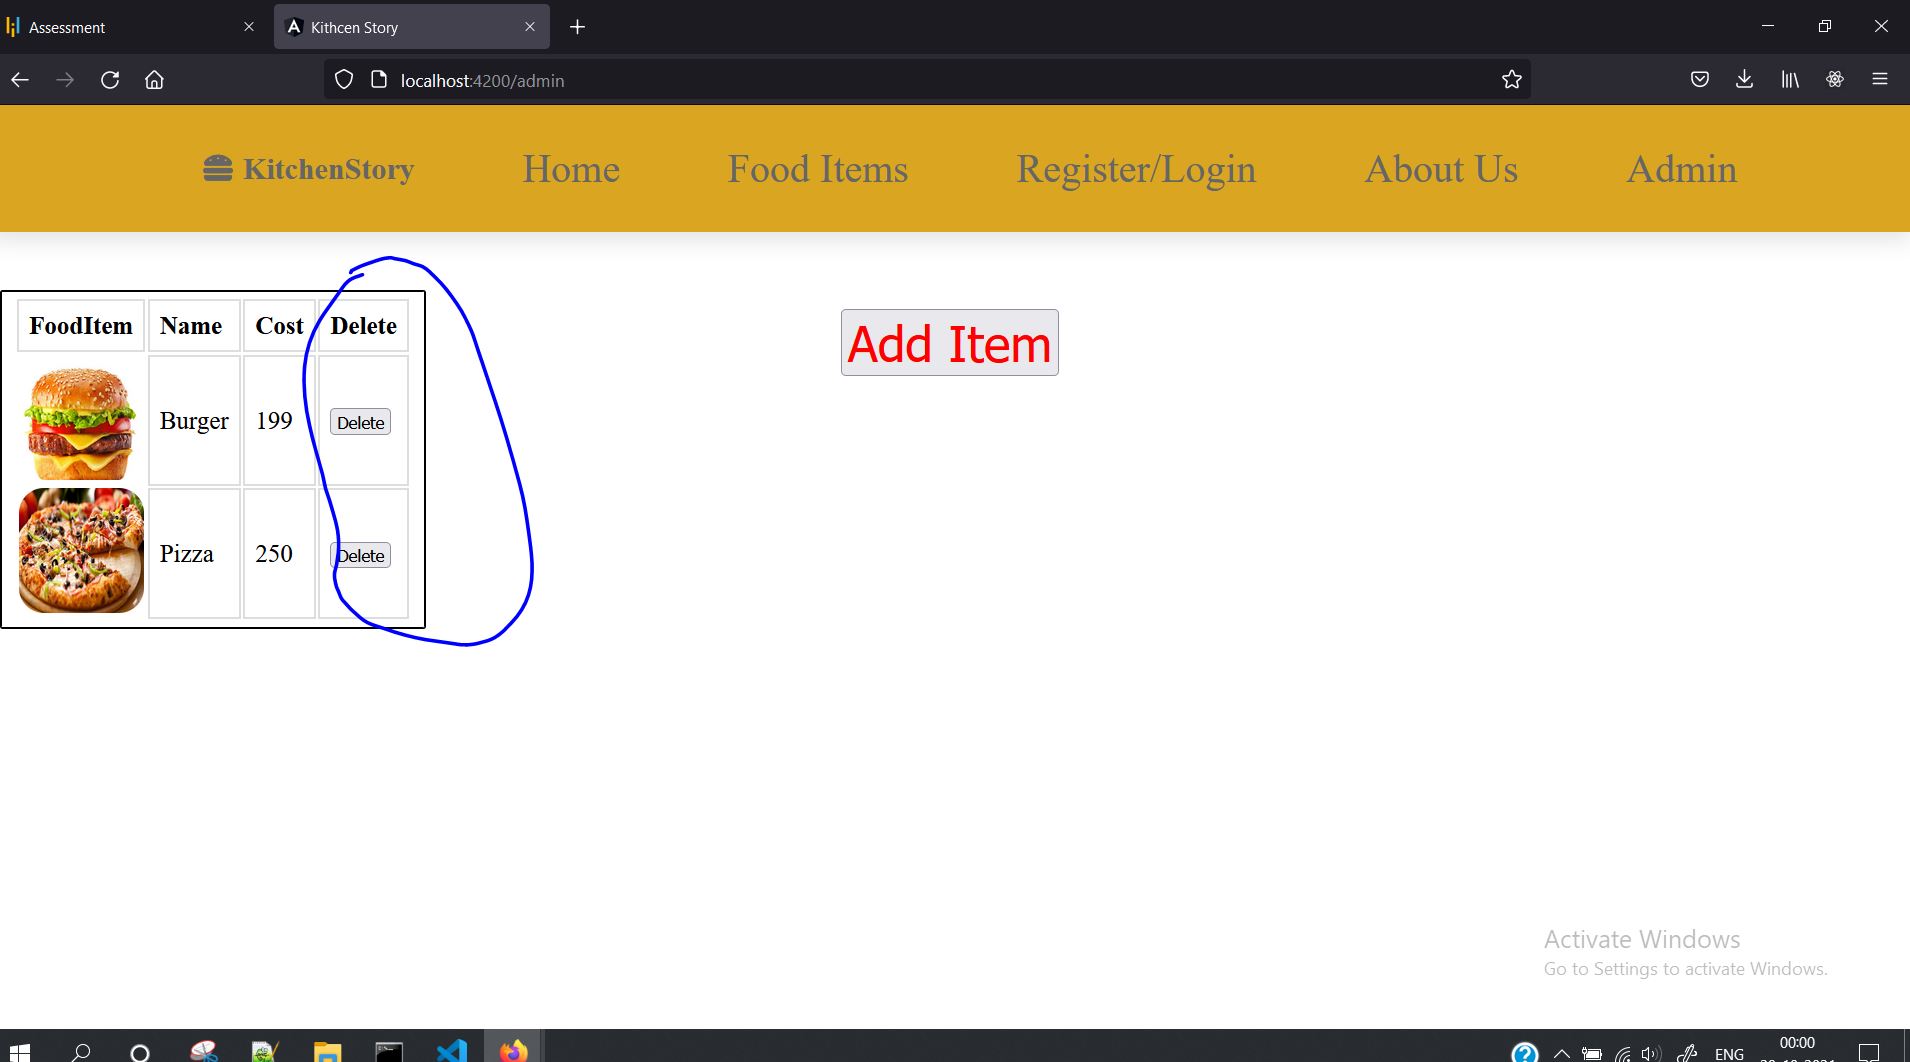 Assessment
Kithcen Story
localhost:4200/admin
KitchenStory Home Food Items Register/Login About Us Admin
FoodItem Name Cost Delete
Add Item
Burger 199 Delete
Pizza 250 Delete
Activate Windows
Go to Settings to activate Windows.
00:00
ENG